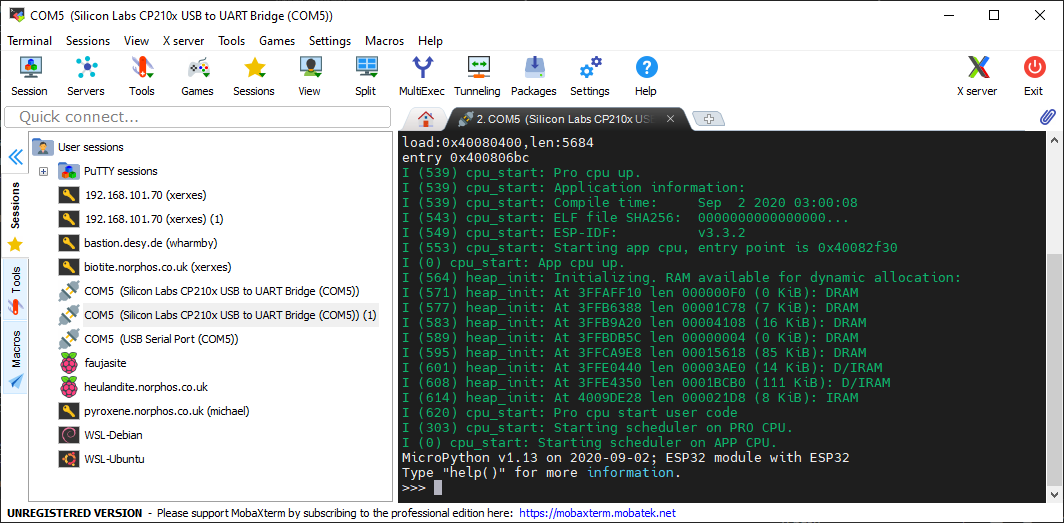 COM5 (Silicon Labs CP210x USB to UART Bridge (COM5))
Terminal Sessions View X server Tools Games Settings Macros Help
Session Servers Tools Games Sessions View Split MultiExec Tunneling Packages Settings Help X server Exit
Quick connect...
2. COM5 (Silicon Labs CP210x US
Sessions
Tools
Macros
User sessions
PuTTY sessions
192.168.101.70 (xerxes)
192.168.101.70 (xerxes) (1)
bastion.desy.de (wharmby)
biotite.norphos.co.uk (xerxes)
COM5 (Silicon Labs CP210x USB to UART Bridge (COM5))
COM5 (Silicon Labs CP210x USB to UART Bridge (COM5)) (1)
COM5 (USB Serial Port (COM5))
faujasite
heulandite.norphos.co.uk
pyroxene.norphos.co.uk (michael)
WSL-Debian
WSL-Ubuntu
load:0x40080400,len:5684
entry 0x400806bc
I (539) cpu_start: Pro cpu up.
I (539) cpu_start: Application information:
I (539) cpu_start: Compile time:     Sep  2 2020 03:00:08
I (543) cpu_start: ELF file SHA256:  0000000000000000...
I (549) cpu_start: ESP-IDF:          v3.3.2
I (553) cpu_start: Starting app cpu, entry point is 0x40082f30
I (0) cpu_start: App cpu up.
I (564) heap_init: Initializing. RAM available for dynamic allocation:
I (571) heap_init: At 3FFAFF10 len 000000F0 (0 KiB): DRAM
I (577) heap_init: At 3FFB6388 len 00001C78 (7 KiB): DRAM
I (583) heap_init: At 3FFB9A20 len 00004108 (16 KiB): DRAM
I (589) heap_init: At 3FFBDB5C len 00000004 (0 KiB): DRAM
I (595) heap_init: At 3FFCA9E8 len 00015618 (85 KiB): DRAM
I (601) heap_init: At 3FFE0440 len 00003AE0 (14 KiB): D/IRAM
I (608) heap_init: At 3FFE4350 len 0001BCB0 (111 KiB): D/IRAM
I (614) heap_init: At 4009DE28 len 000021D8 (8 KiB): IRAM
I (620) cpu_start: Pro cpu start user code
I (303) cpu_start: Starting scheduler on PRO CPU.
I (0) cpu_start: Starting scheduler on APP CPU.
MicroPython v1.13 on 2020-09-02; ESP32 module with ESP32
Type "help()" for more information.
>>>
UNREGISTERED VERSION - Please support MobaXterm by subscribing to the professional edition here: https://mobaxterm.mobatek.net